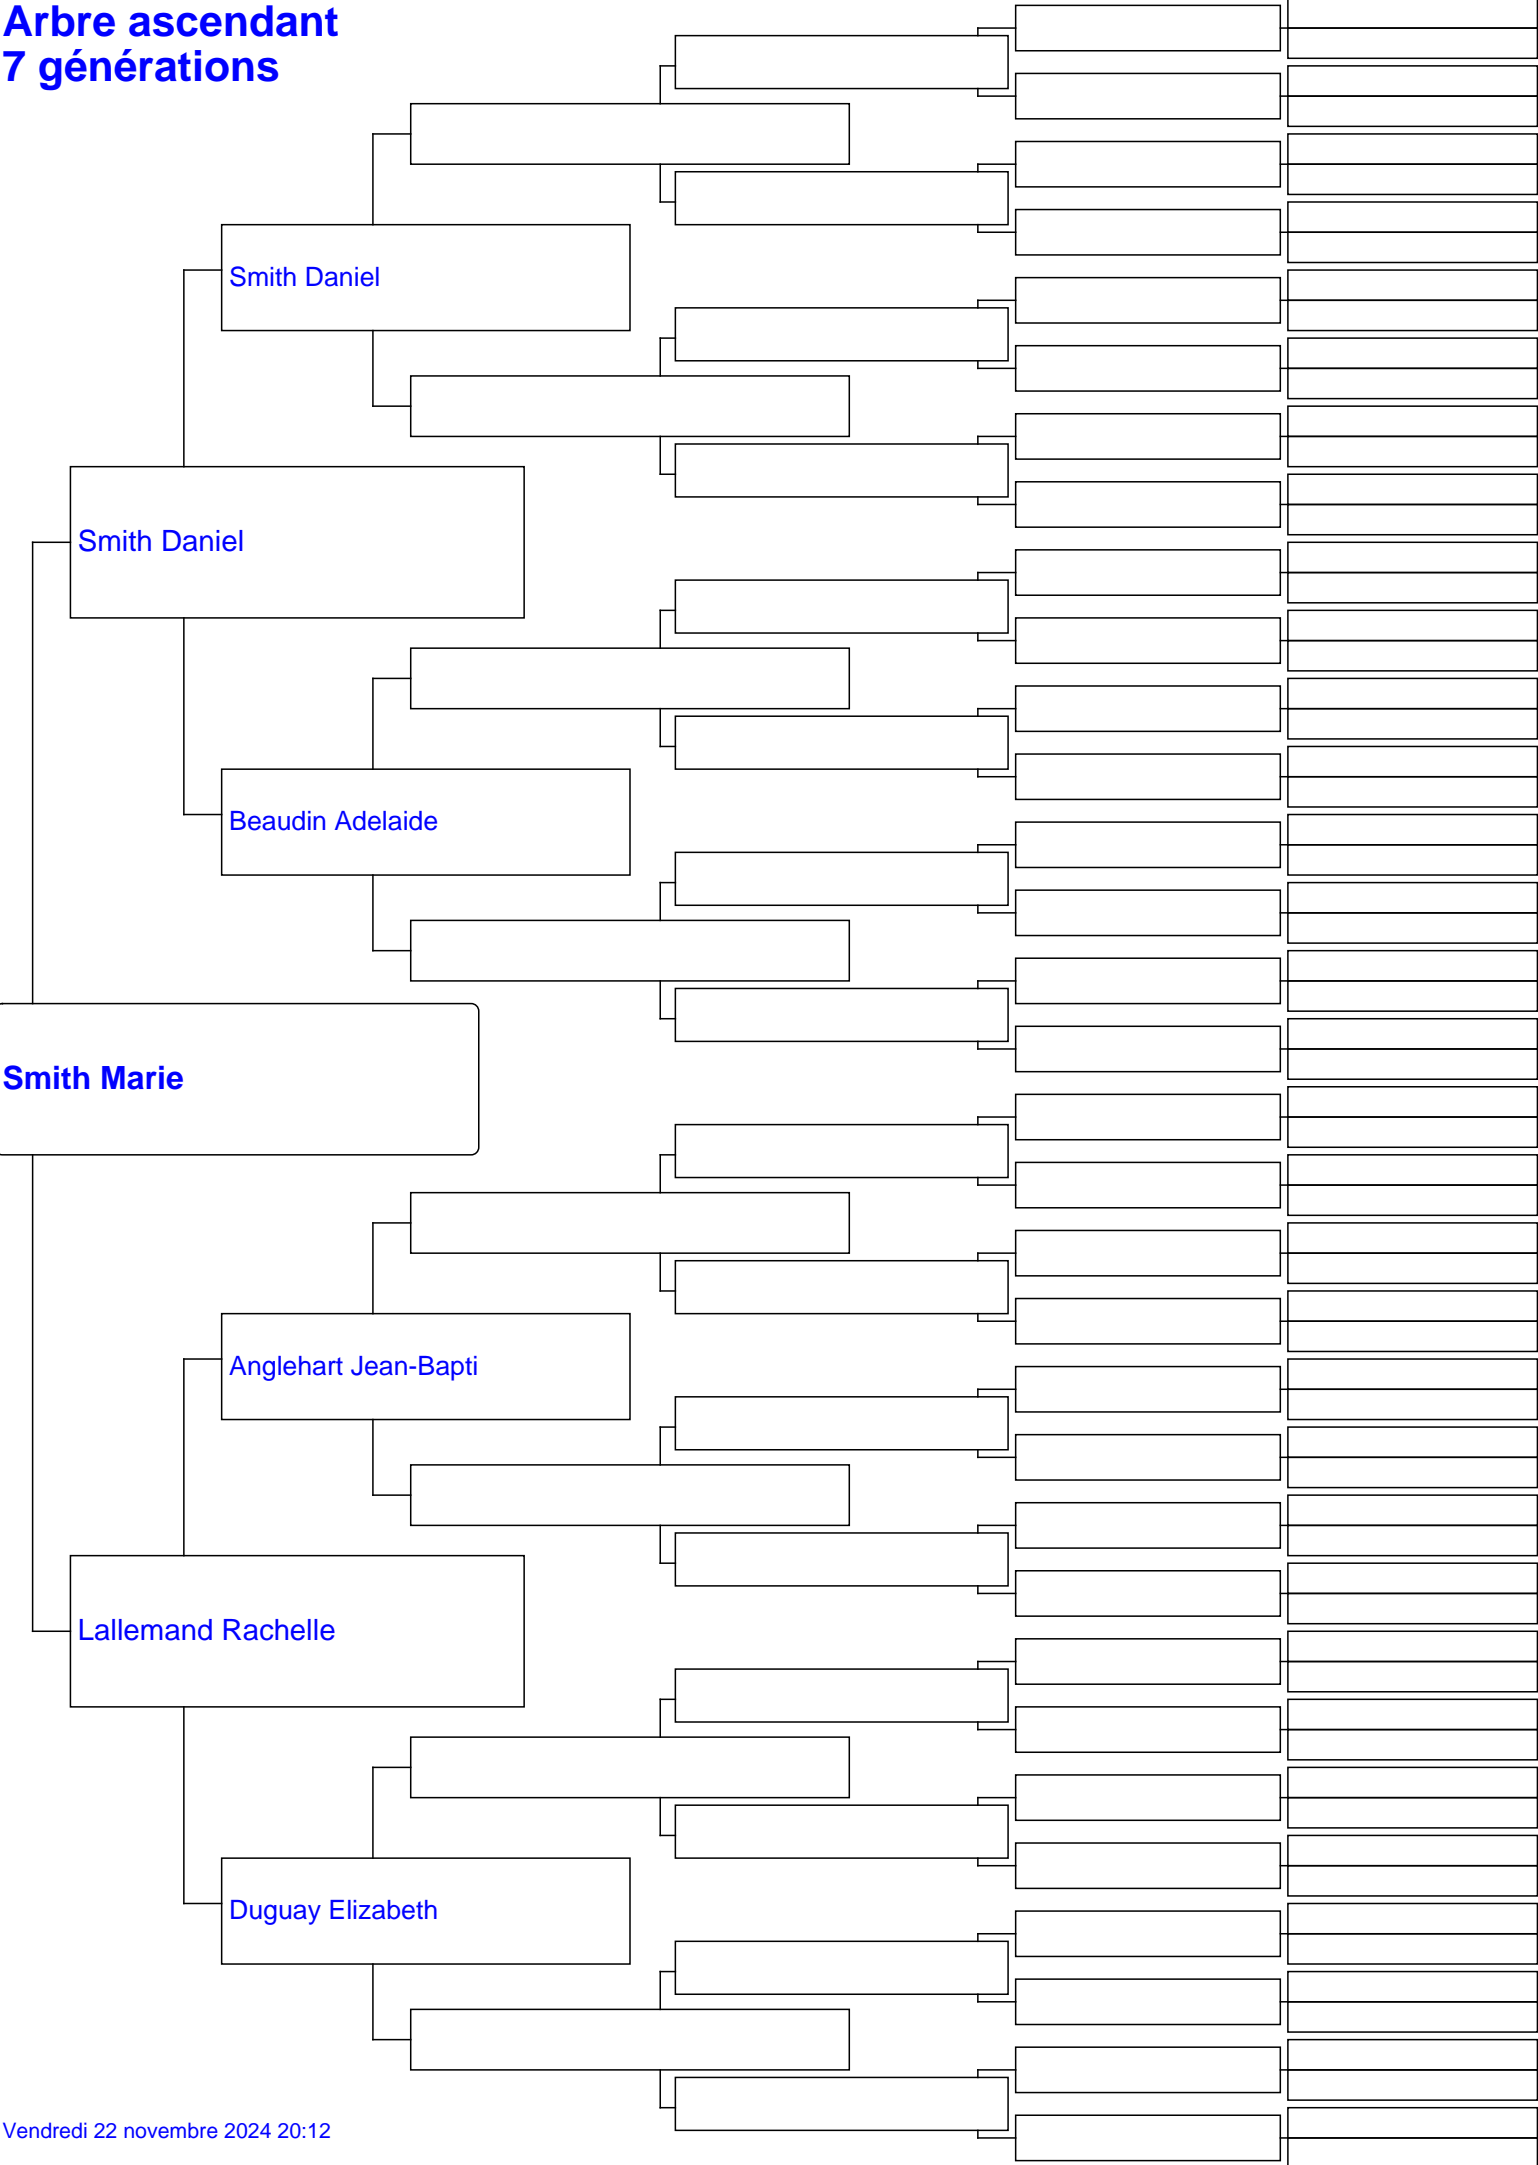 Arbre ascendant
7 générations
Smith Daniel
Smith Daniel
Beaudin Adelaide
Smith Marie
Anglehart Jean-Bapti
Lallemand Rachelle
Duguay Elizabeth
Vendredi 22 novembre 2024 20:12